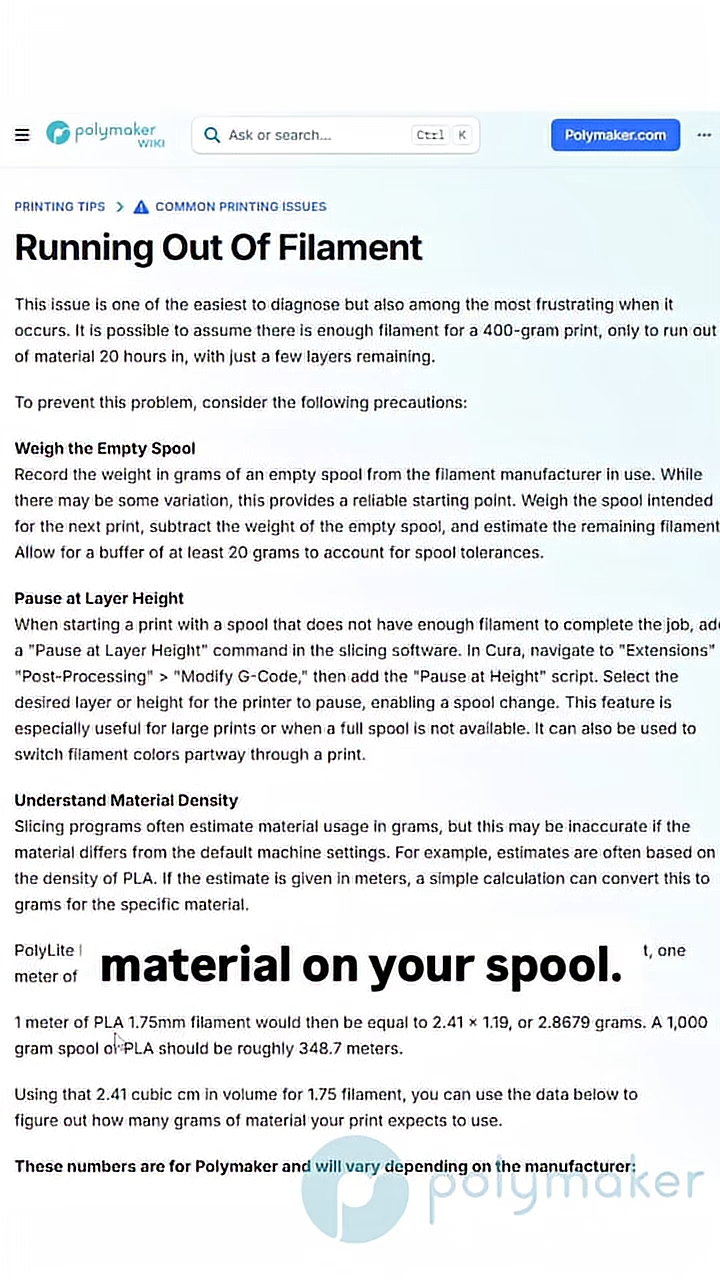 polymaker
WIKI
Ask or search...
Ctrl K
Polymaker.com
PRINTING TIPS > COMMON PRINTING ISSUES
Running Out Of Filament
This issue is one of the easiest to diagnose but also among the most frustrating when it
occurs. It is possible to assume there is enough filament for a 400-gram print, only to run out
of material 20 hours in, with just a few layers remaining.
To prevent this problem, consider the following precautions:
Weigh the Empty Spool
Record the weight in grams of an empty spool from the filament manufacturer in use. While
there may be some variation, this provides a reliable starting point. Weigh the spool intended
for the next print, subtract the weight of the empty spool, and estimate the remaining filament
Allow for a buffer of at least 20 grams to account for spool tolerances.
Pause at Layer Height
When starting a print with a spool that does not have enough filament to complete the job, ad
a "Pause at Layer Height" command in the slicing software. In Cura, navigate to "Extensions"
"Post-Processing" > "Modify G-Code," then add the "Pause at Height" script. Select the
desired layer or height for the printer to pause, enabling a spool change. This feature is
especially useful for large prints or when a full spool is not available. It can also be used to
switch filament colors partway through a print.
Understand Material Density
Slicing programs often estimate material usage in grams, but this may be inaccurate if the
material differs from the default machine settings. For example, estimates are often based on
the density of PLA. If the estimate is given in meters, a simple calculation can convert this to
grams for the specific material.
PolyLite t, one
meter of
material on your spool.
1 meter of PLA 1.75mm filament would then be equal to 2.41 × 1.19, or 2.8679 grams. A 1,000
gram spool of PLA should be roughly 348.7 meters.
Using that 2.41 cubic cm in volume for 1.75 filament, you can use the data below to
figure out how many grams of material your print expects to use.
These numbers are for Polymaker and will vary depending on the manufacturer:
polymaker